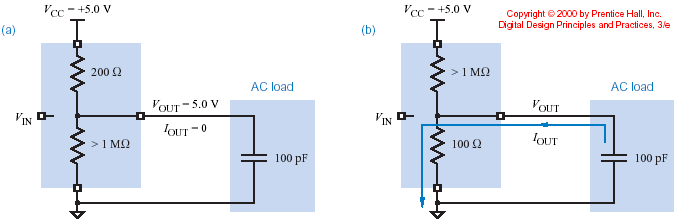 VCC = +5.0 V
(a)
200 Ω
AC load
VIN
VOUT = 5.0 V
IOUT = 0
> 1 MΩ
100 pF
VCC = +5.0 V
Copyright © 2000 by Prentice Hall, Inc.
Digital Design Principles and Practices, 3/e
(b)
> 1 MΩ
AC load
VIN
VOUT
IOUT
100 Ω
100 pF